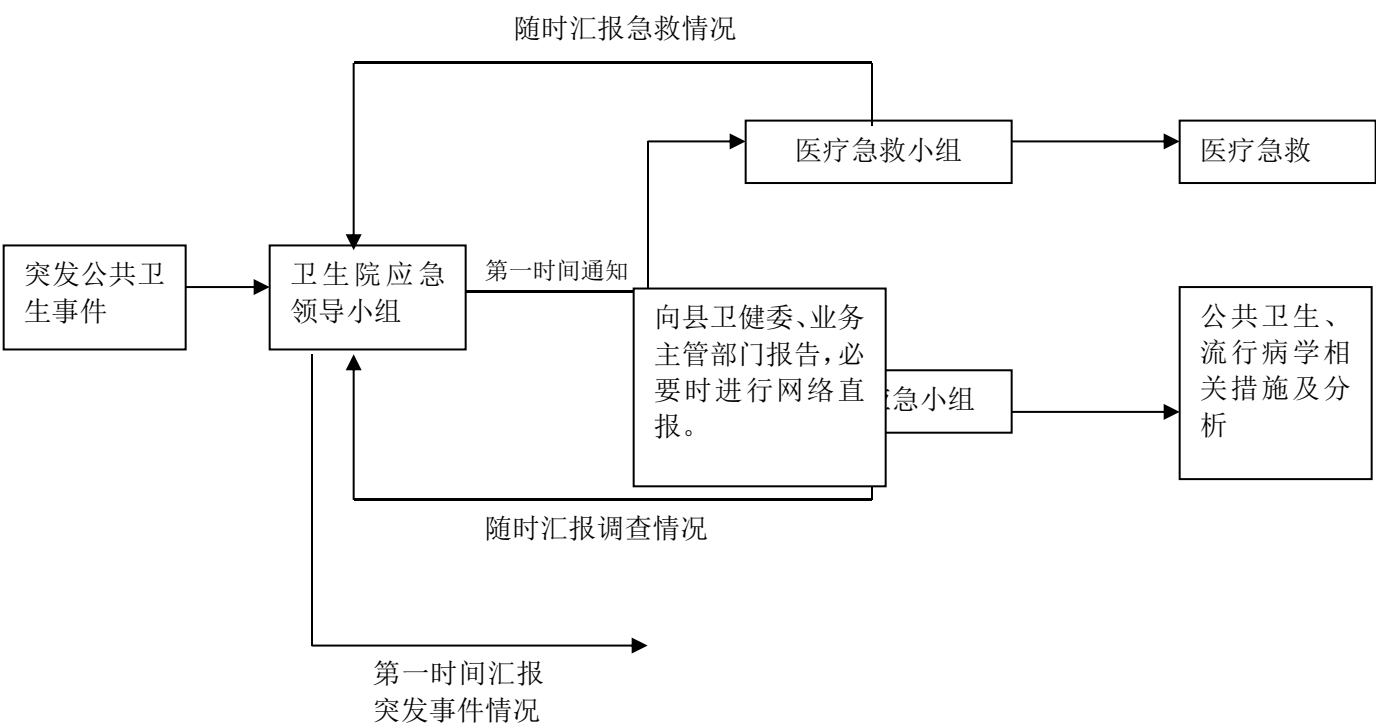 随时汇报急救情况
医疗急救小组
医疗急救
突发公共卫
生事件
卫生院应急
领导小组
第一时间通知
向县卫健委、业务
主管部门报告，必
要时进行网络直
报。
急小组
公共卫生、
流行病学相
关措施及分
析
随时汇报调查情况
第一时间汇报
突发事件情况